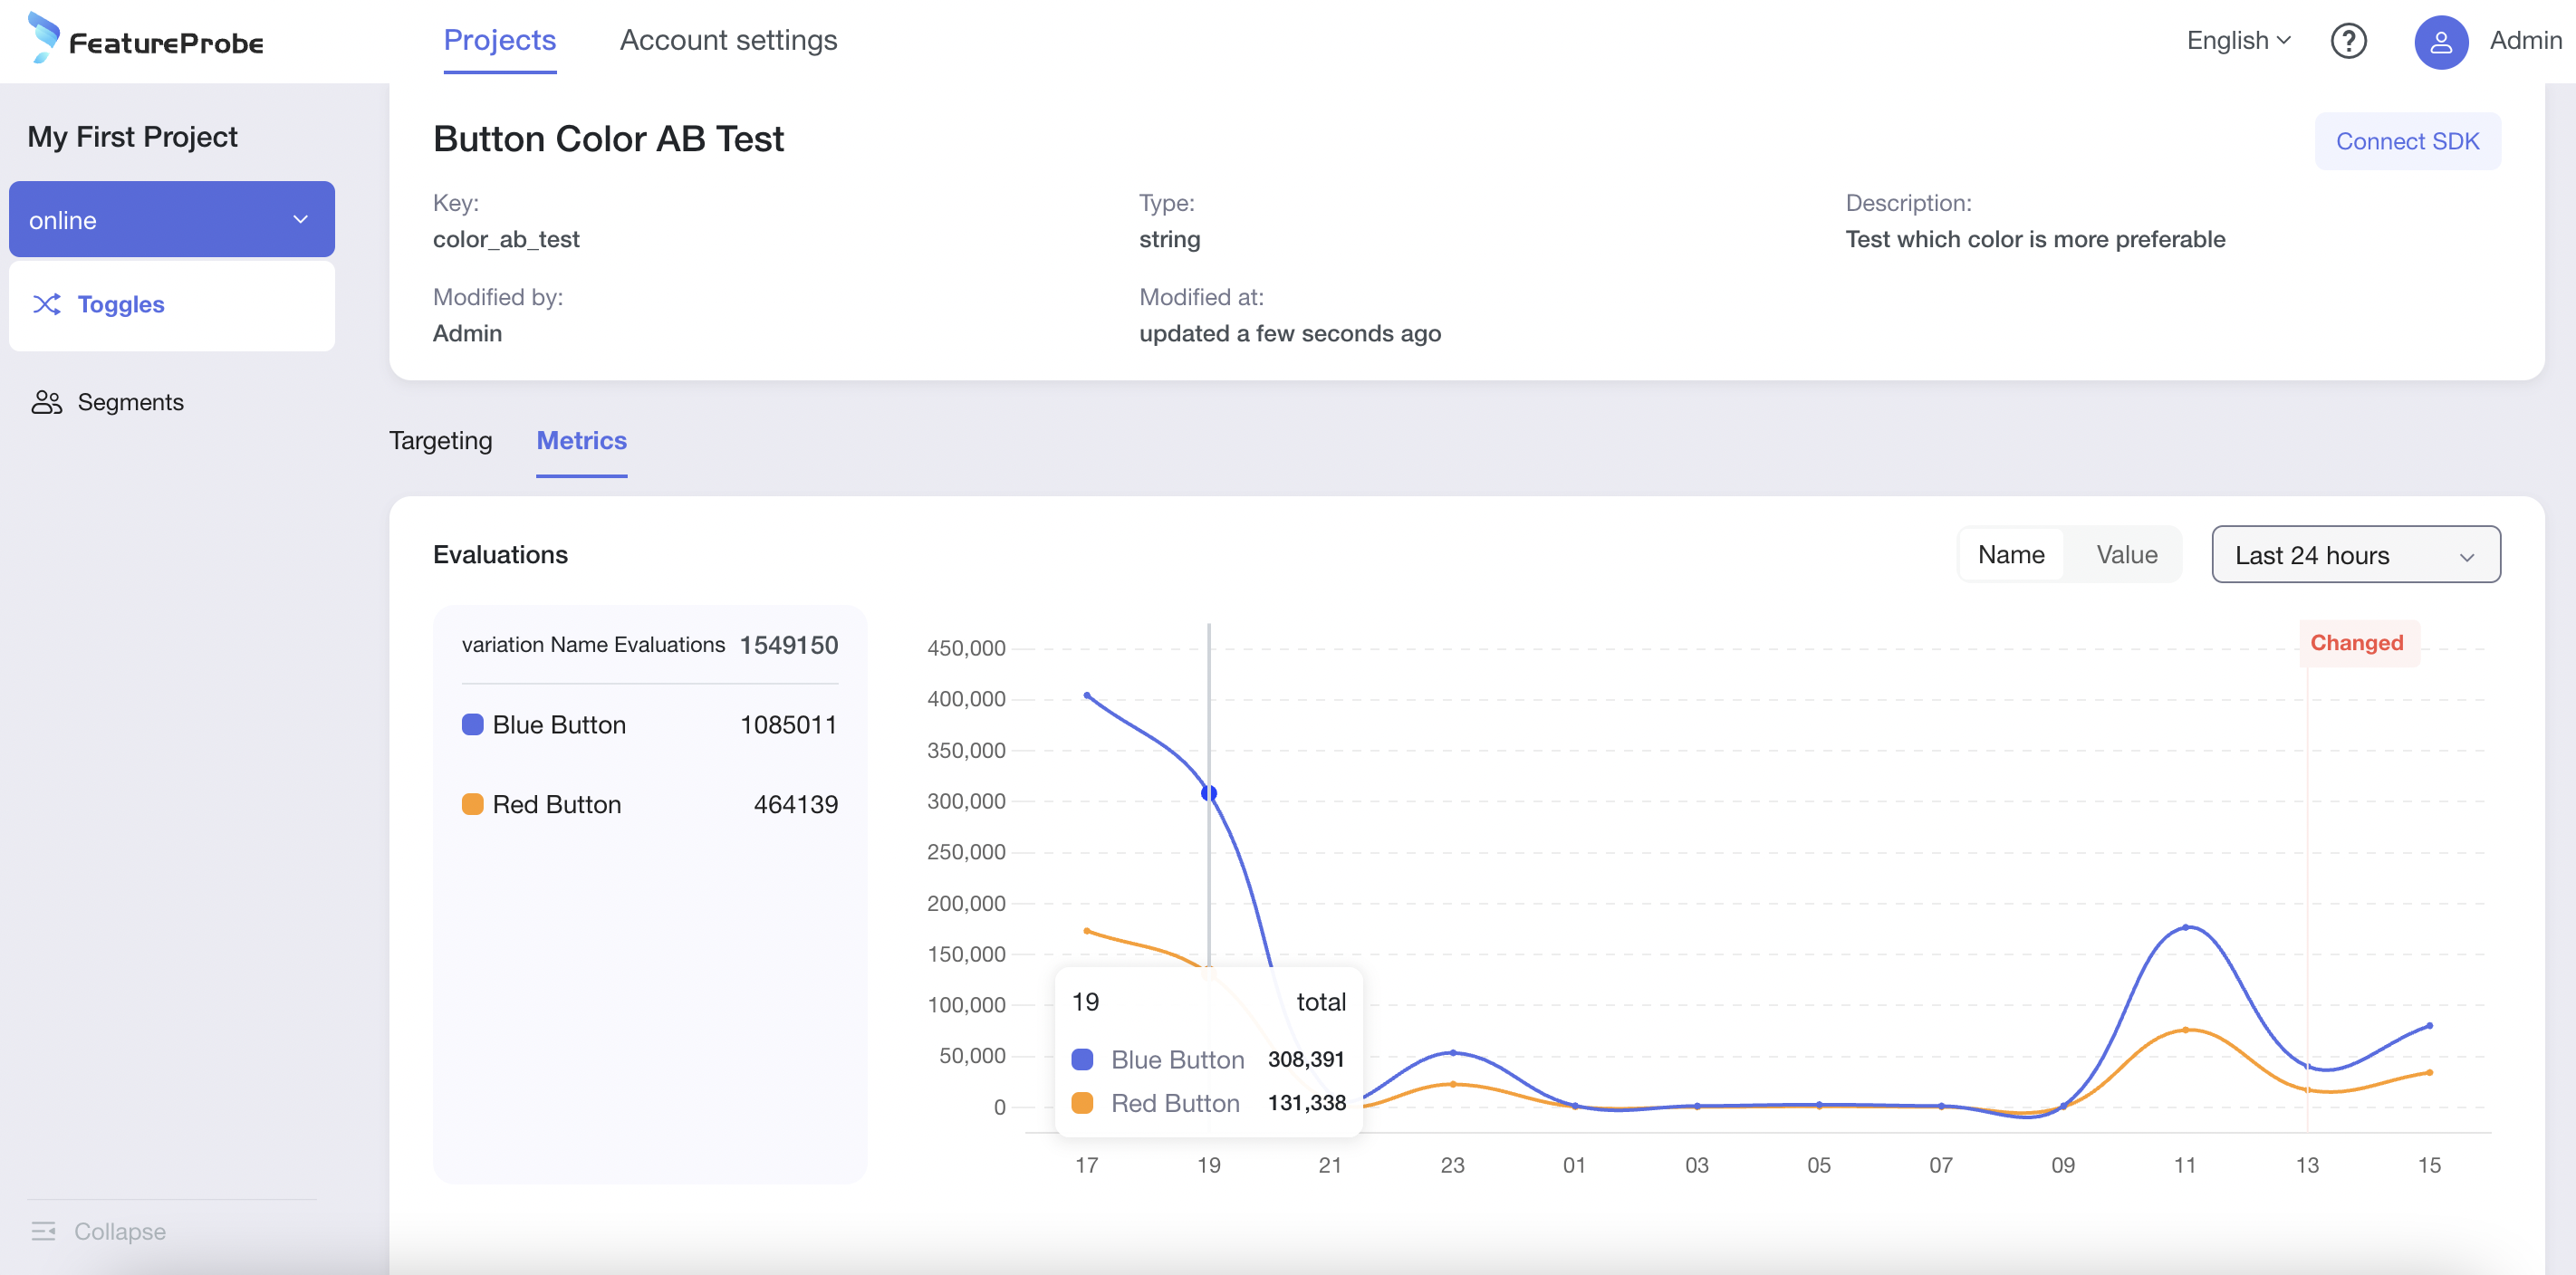 FeatureProbe
Projects
Account settings
English
?
Admin
My First Project
online
Toggles
Segments
Collapse
Button Color AB Test
Connect SDK
Key:
color_ab_test
Type:
string
Description:
Test which color is more preferable
Modified by:
Admin
Modified at:
updated a few seconds ago
Targeting
Metrics
Evaluations
Name
Value
Last 24 hours
variation Name Evaluations 1549150
Blue Button 1085011
Red Button 464139
450,000
400,000
350,000
300,000
250,000
200,000
150,000
100,000
50,000
0
Changed
19 total
Blue Button 308,391
Red Button 131,338
17 19 21 23 01 03 05 07 09 11 13 15